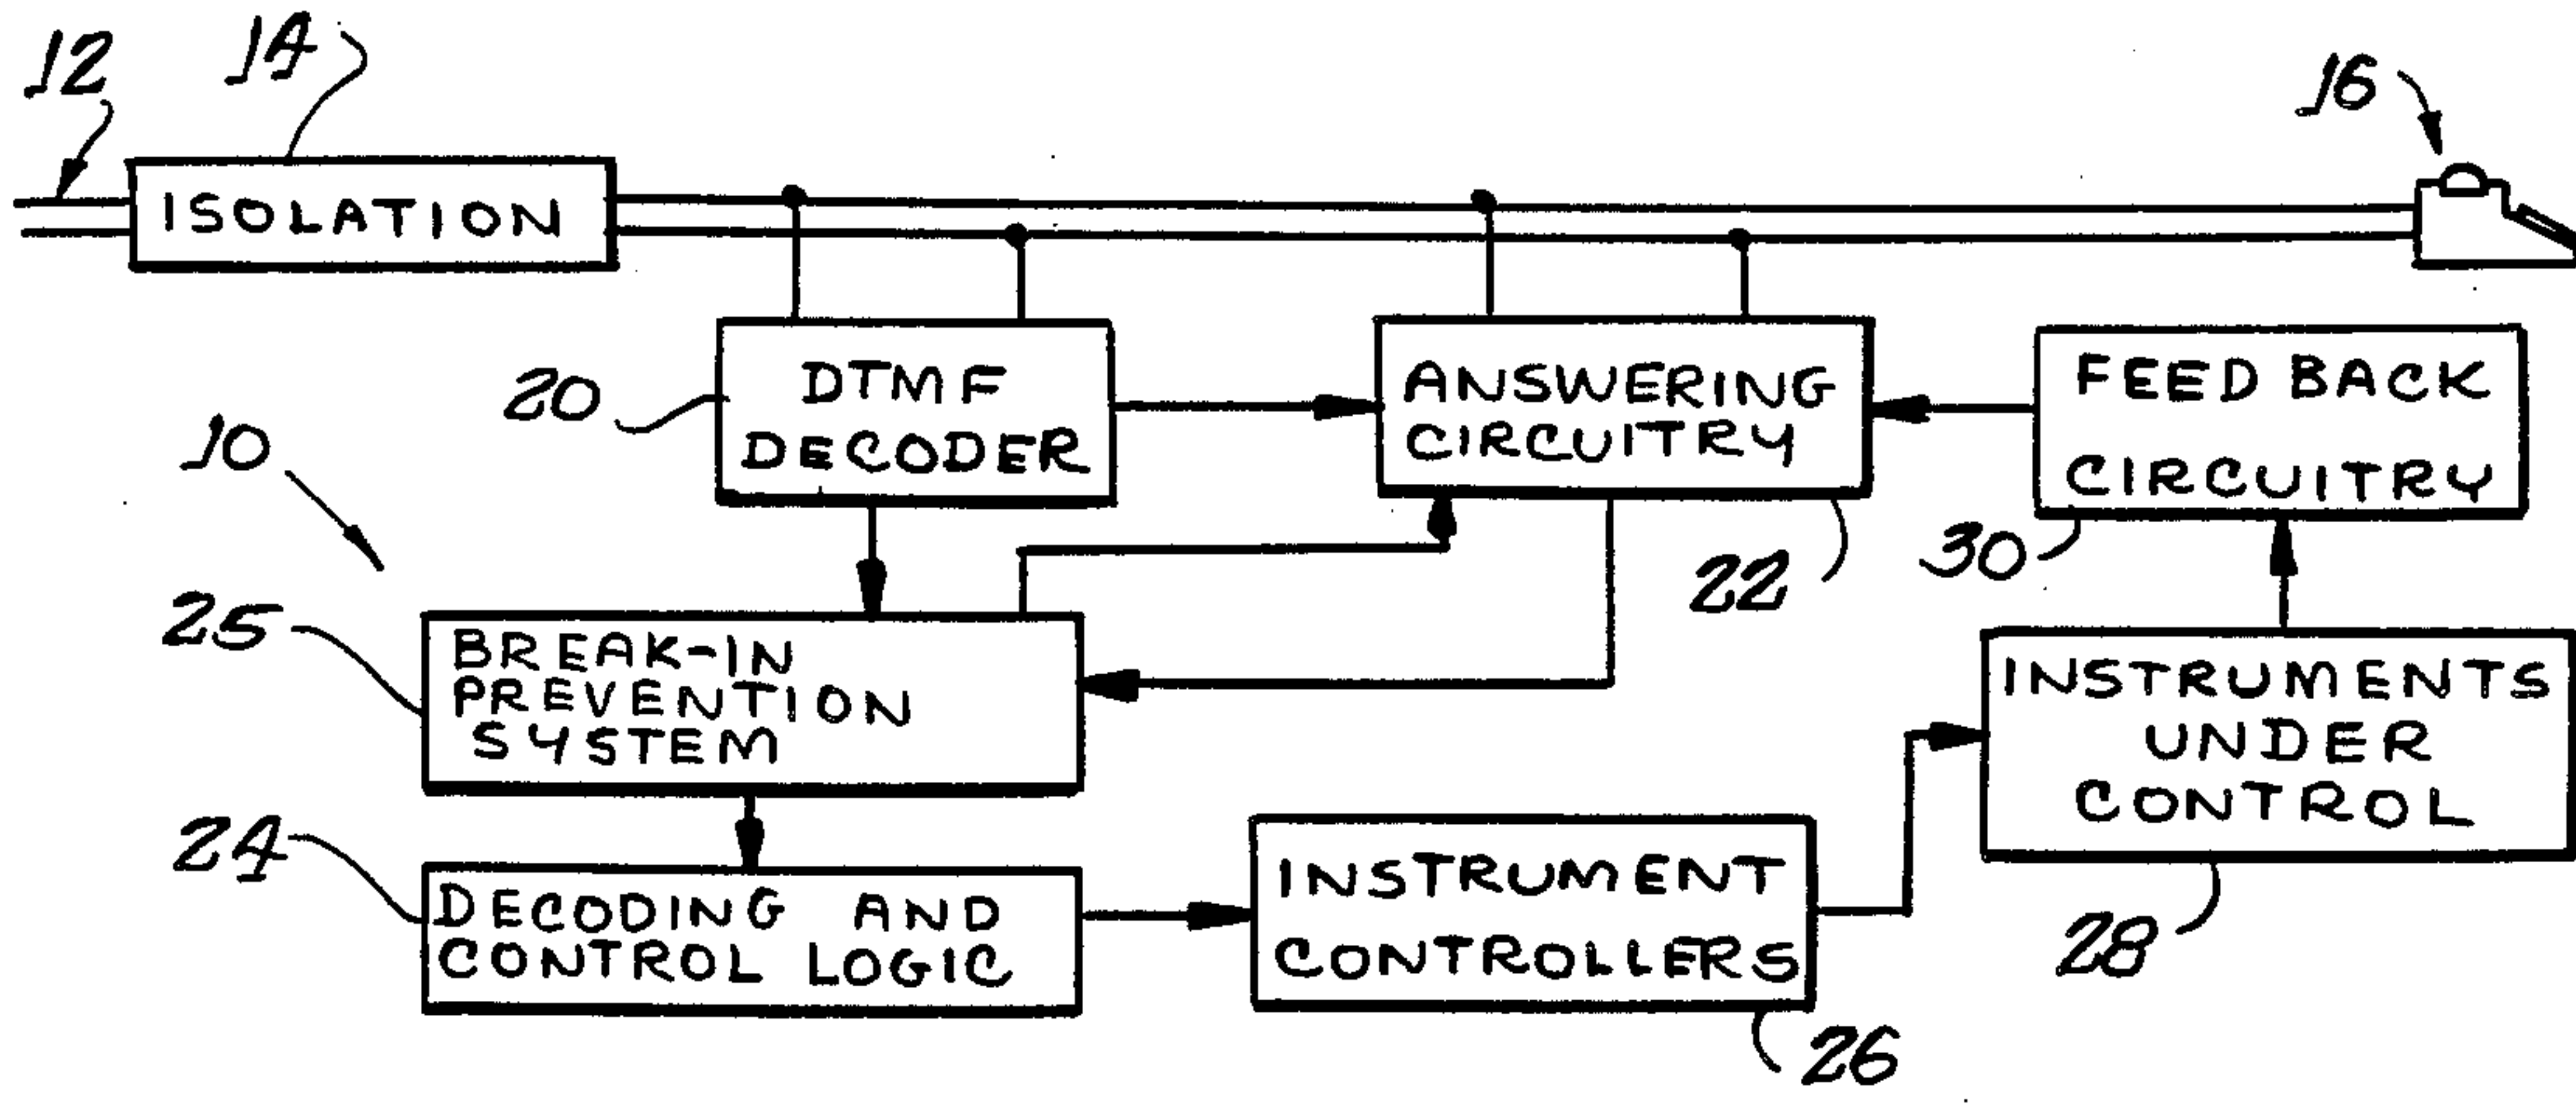 12
14
16
ISOLATION
20
DTMF
DECODER
ANSWERING
CIRCUITRY
FEED BACK
CIRCUITRY
10
22
30
25
BREAK-IN
PREVENTION
SYSTEM
INSTRUMENTS
UNDER
CONTROL
24
DECODING AND
CONTROL LOGIC
INSTRUMENT
CONTROLLERS
28
26